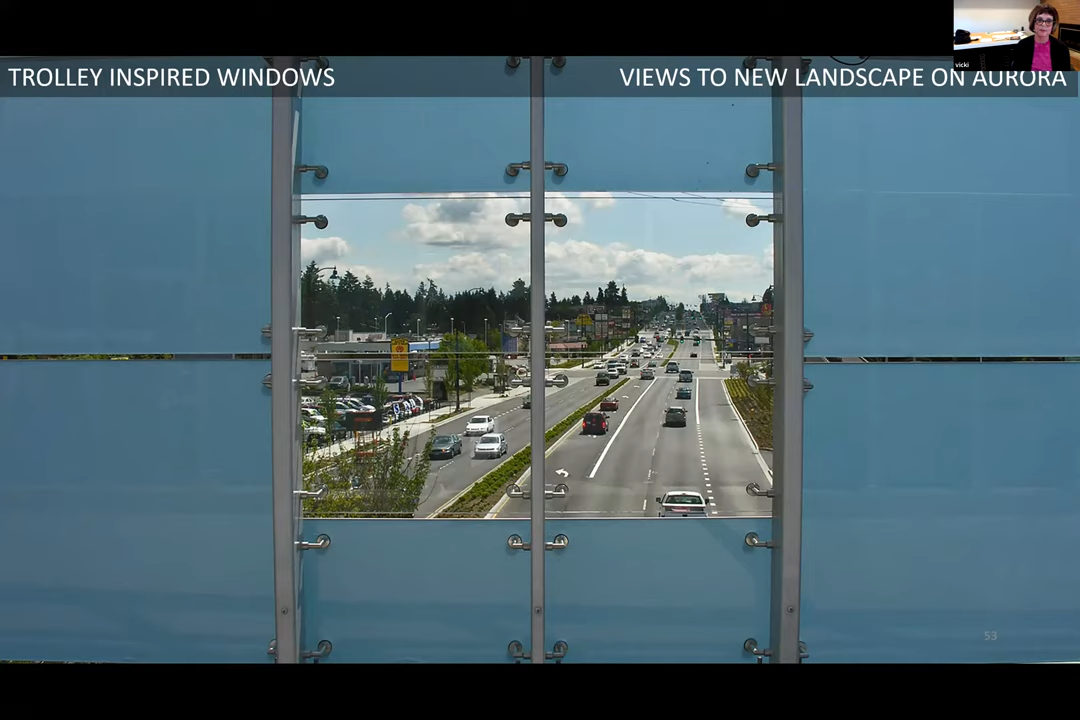 vicki
TROLLEY INSPIRED WINDOWS
VIEWS TO NEW LANDSCAPE ON AURORA
53